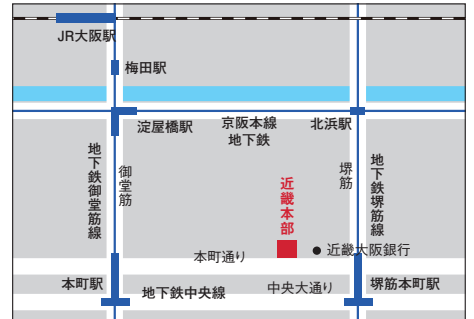 JR大阪駅
梅田駅
淀屋橋駅
京阪本線
地下鉄
北浜駅
地下鉄御堂筋線
御堂筋
近畿本部
堺筋
地下鉄堺筋線
本町通り
近畿大阪銀行
本町駅
地下鉄中央線
中央大通り
堺筋本町駅